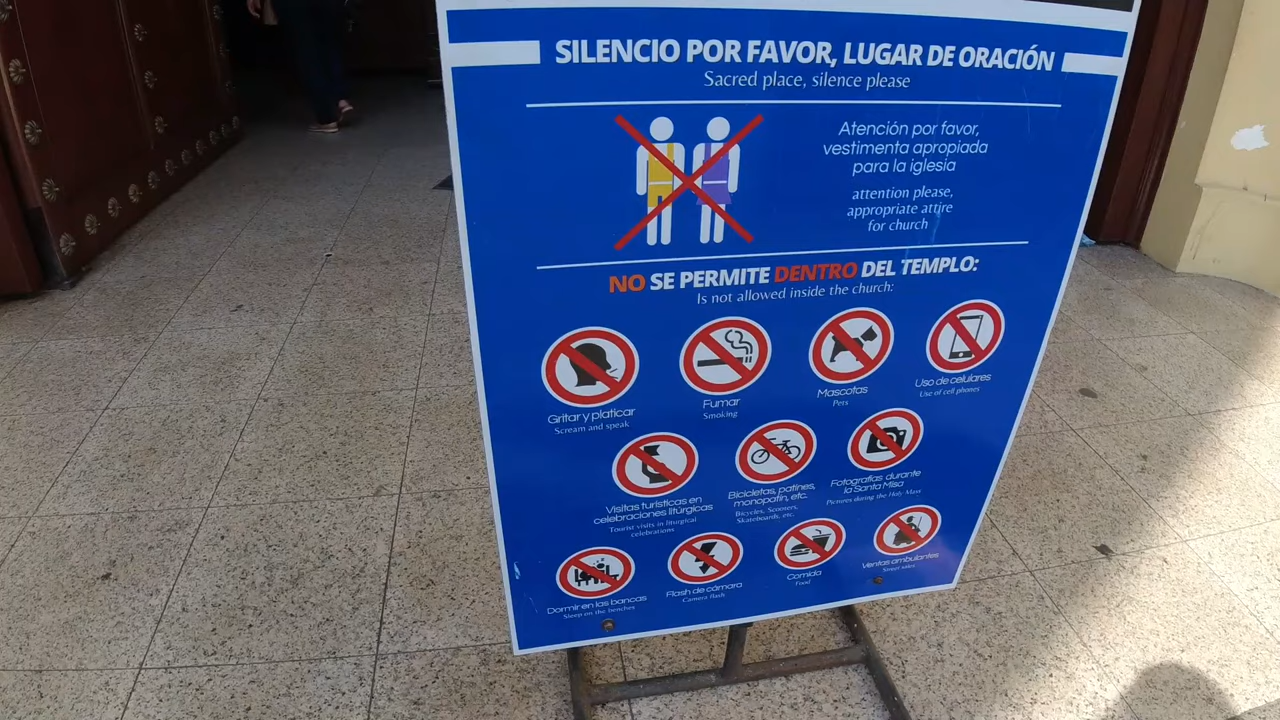 SILENCIO POR FAVOR, LUGAR DE ORACIÓN
Sacred place, silence please
Atención por favor,
vestimenta apropiada
para la iglesia
attention please,
appropriate attire
for church
NO SE PERMITE DENTRO DEL TEMPLO:
Is not allowed inside the church:
Gritar y platicar
Scream and speak
Fumar
Smoking
Mascotas
Pets
Uso de celulares
Use of cell phones
Visitas turísticas en
celebraciones litúrgicas
Tourist visits in liturgical
celebrations
Bicicletas, patines,
monopatín, etc.
Bicycles, Scooters,
Skateboards, etc.
Fotografías durante
la Santa Misa
Pictures during the Holy Mass
Dormir en las bancas
Sleep on the benches
Flash de cámara
Camera flash
Comida
Food
Ventas ambulantes
Street sales